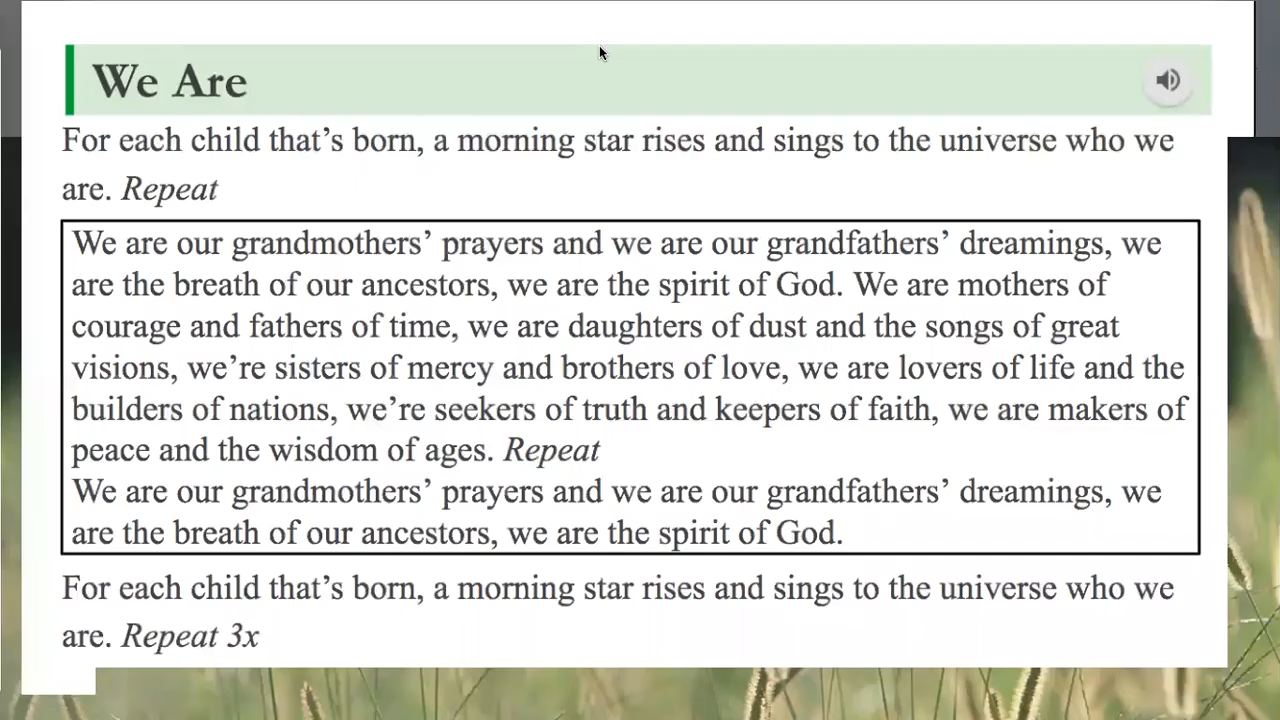 We Are
For each child that’s born, a morning star rises and sings to the universe who we
are. Repeat
We are our grandmothers’ prayers and we are our grandfathers’ dreamings, we
are the breath of our ancestors, we are the spirit of God. We are mothers of
courage and fathers of time, we are daughters of dust and the songs of great
visions, we’re sisters of mercy and brothers of love, we are lovers of life and the
builders of nations, we’re seekers of truth and keepers of faith, we are makers of
peace and the wisdom of ages. Repeat
We are our grandmothers’ prayers and we are our grandfathers’ dreamings, we
are the breath of our ancestors, we are the spirit of God.
For each child that’s born, a morning star rises and sings to the universe who we
are. Repeat 3x